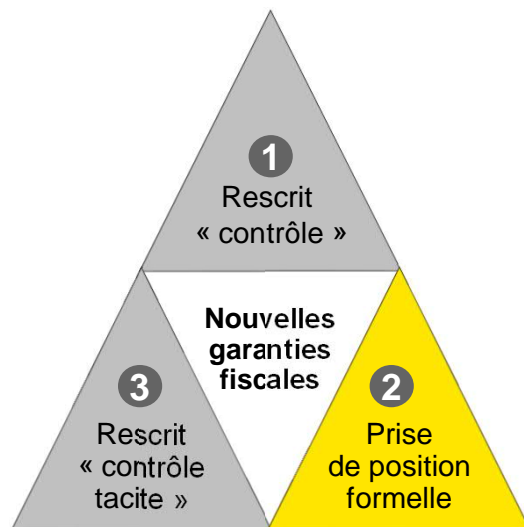 1
Rescrit
« contrôle »
Nouvelles
garanties
fiscales
3
Rescrit
« contrôle
tacite »
2
Prise
de position
formelle